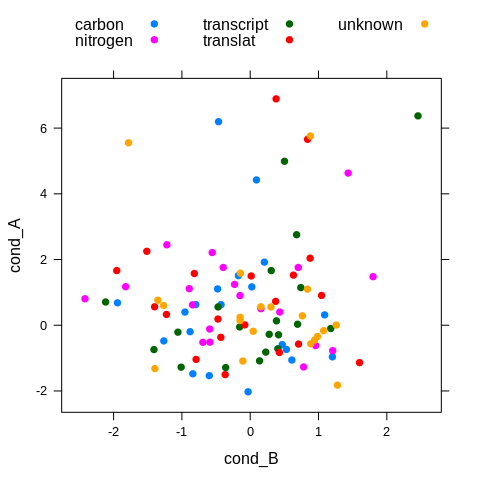 carbon transcript unknown
nitrogen translat
6
4
2
0
-2
cond_A
-2 -1 0 1 2
cond_B